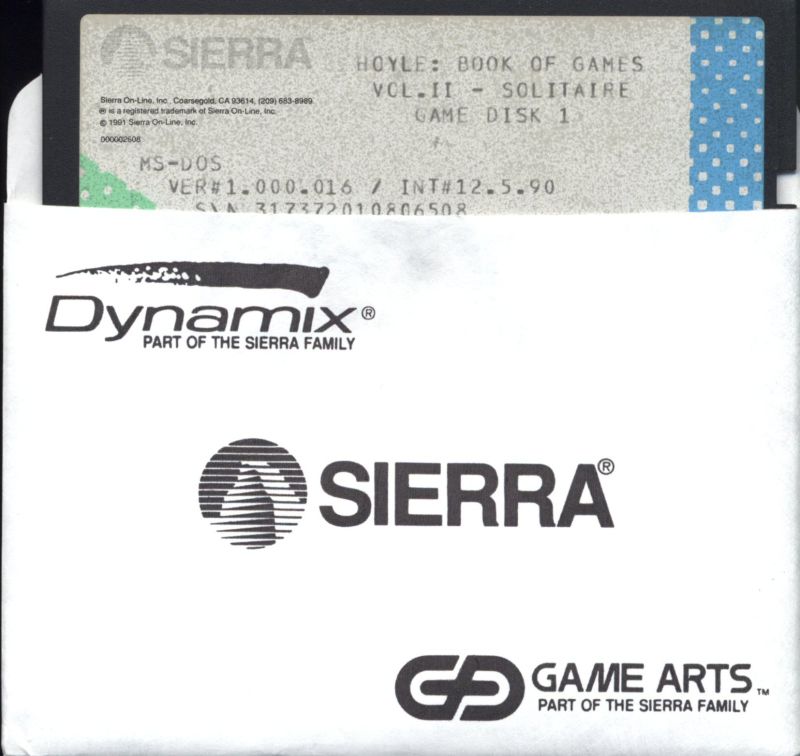 SIERRA
HOYLE: BOOK OF GAMES
VOL.II - SOLITAIRE
GAME DISK 1
Sierra On-Line, Inc., Coarsegold, CA 93614, (209) 683-8989
® is a registered trademark of Sierra On-Line, Inc.
© 1991 Sierra On-Line, Inc.
000002608
MS-DOS
VER#1.000.016 / INT#12.5.90
S\N 317372010806508
Dynamix®
PART OF THE SIERRA FAMILY
SIERRA®
GAME ARTS™
PART OF THE SIERRA FAMILY